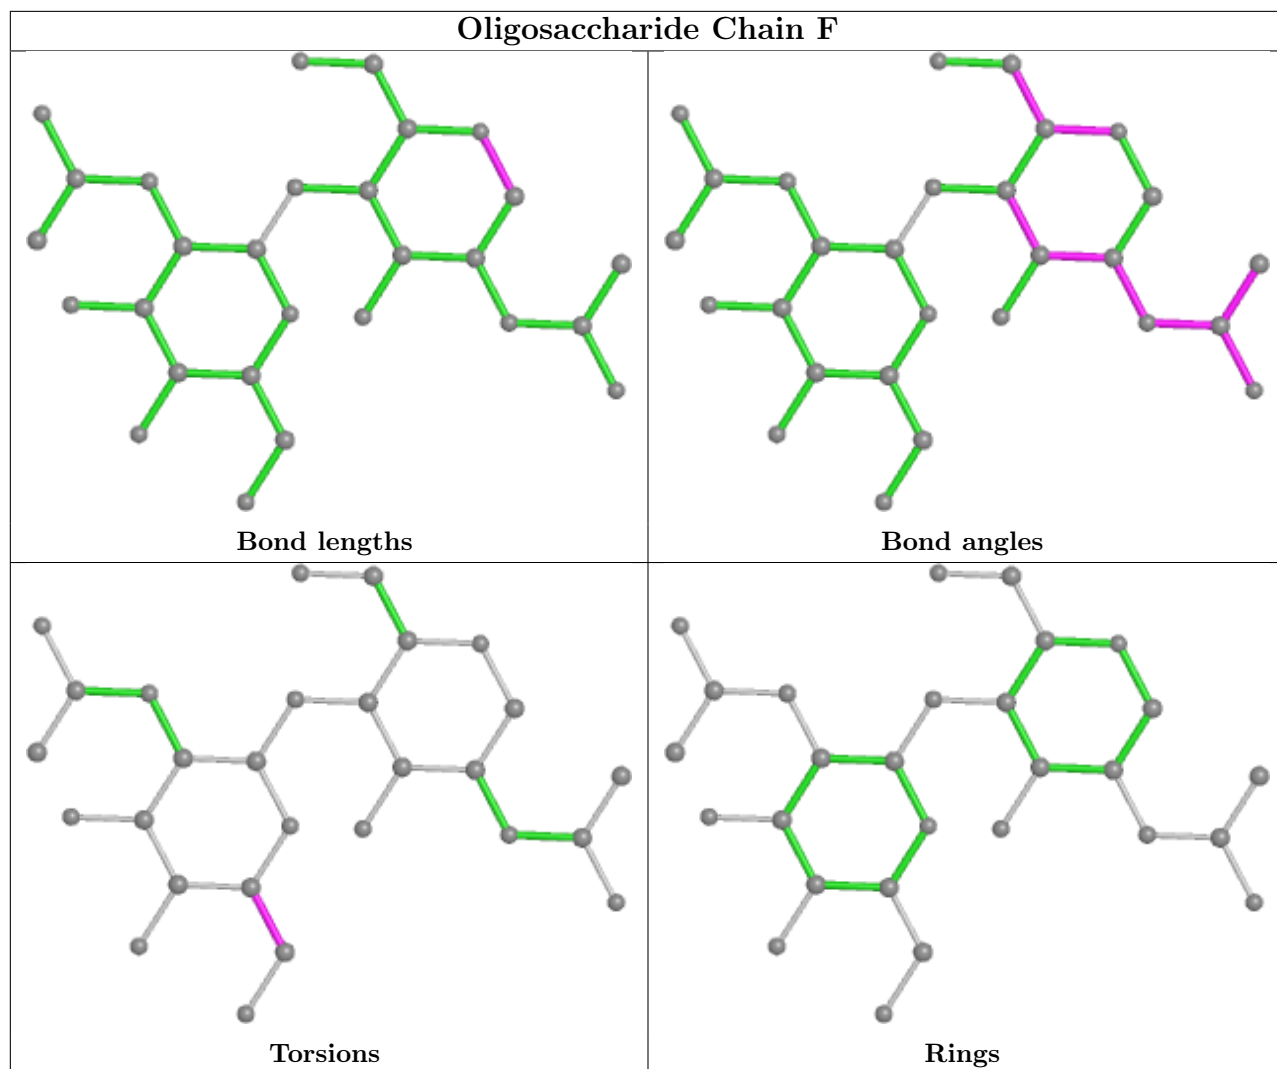 Oligosaccharide Chain F
Bond lengths
Bond angles
Torsions
Rings